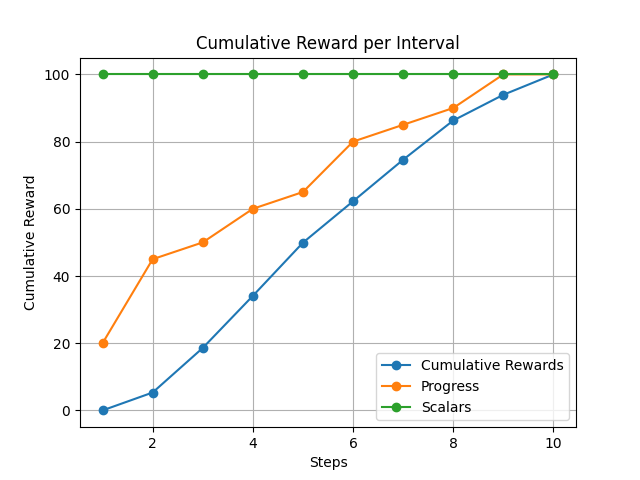 Cumulative Reward per Interval
Cumulative Reward
100
80
60
40
20
0
2 4 6 8 10
Steps
Cumulative Rewards
Progress
Scalars